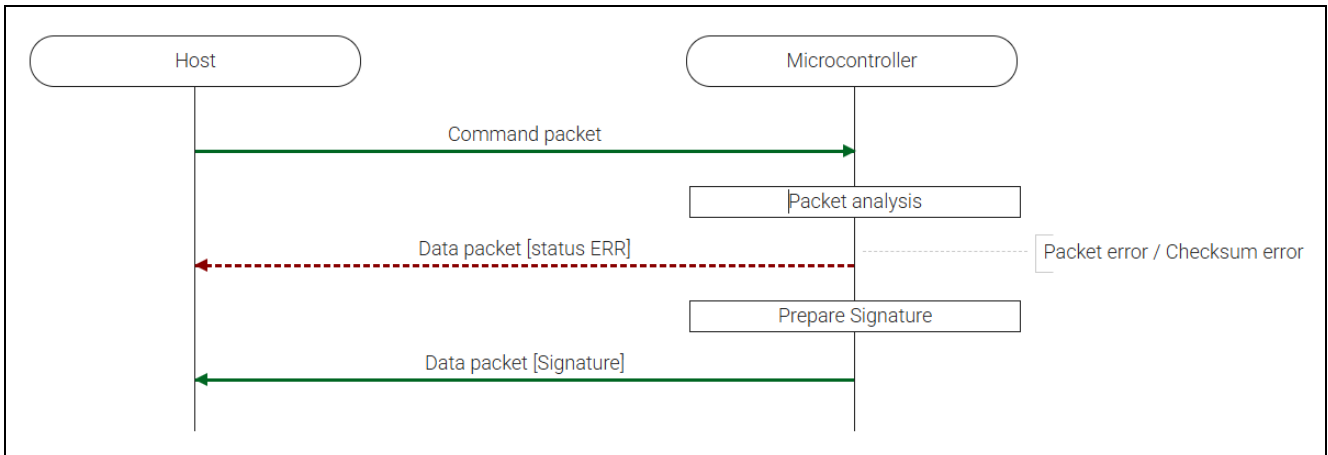 Host
Microcontroller
Command packet
Packet analysis
Data packet [status ERR]
Packet error / Checksum error
Prepare Signature
Data packet [Signature]